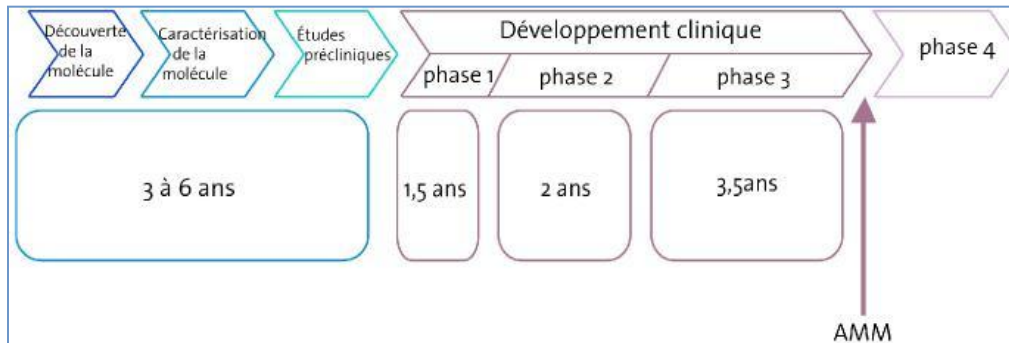 Découverte
de la
molécule
Caractérisation
de la
molécule
Études
précliniques
Développement clinique
phase 1
phase 2
phase 3
phase 4
3 à 6 ans
1,5 ans
2 ans
3,5ans
AMM